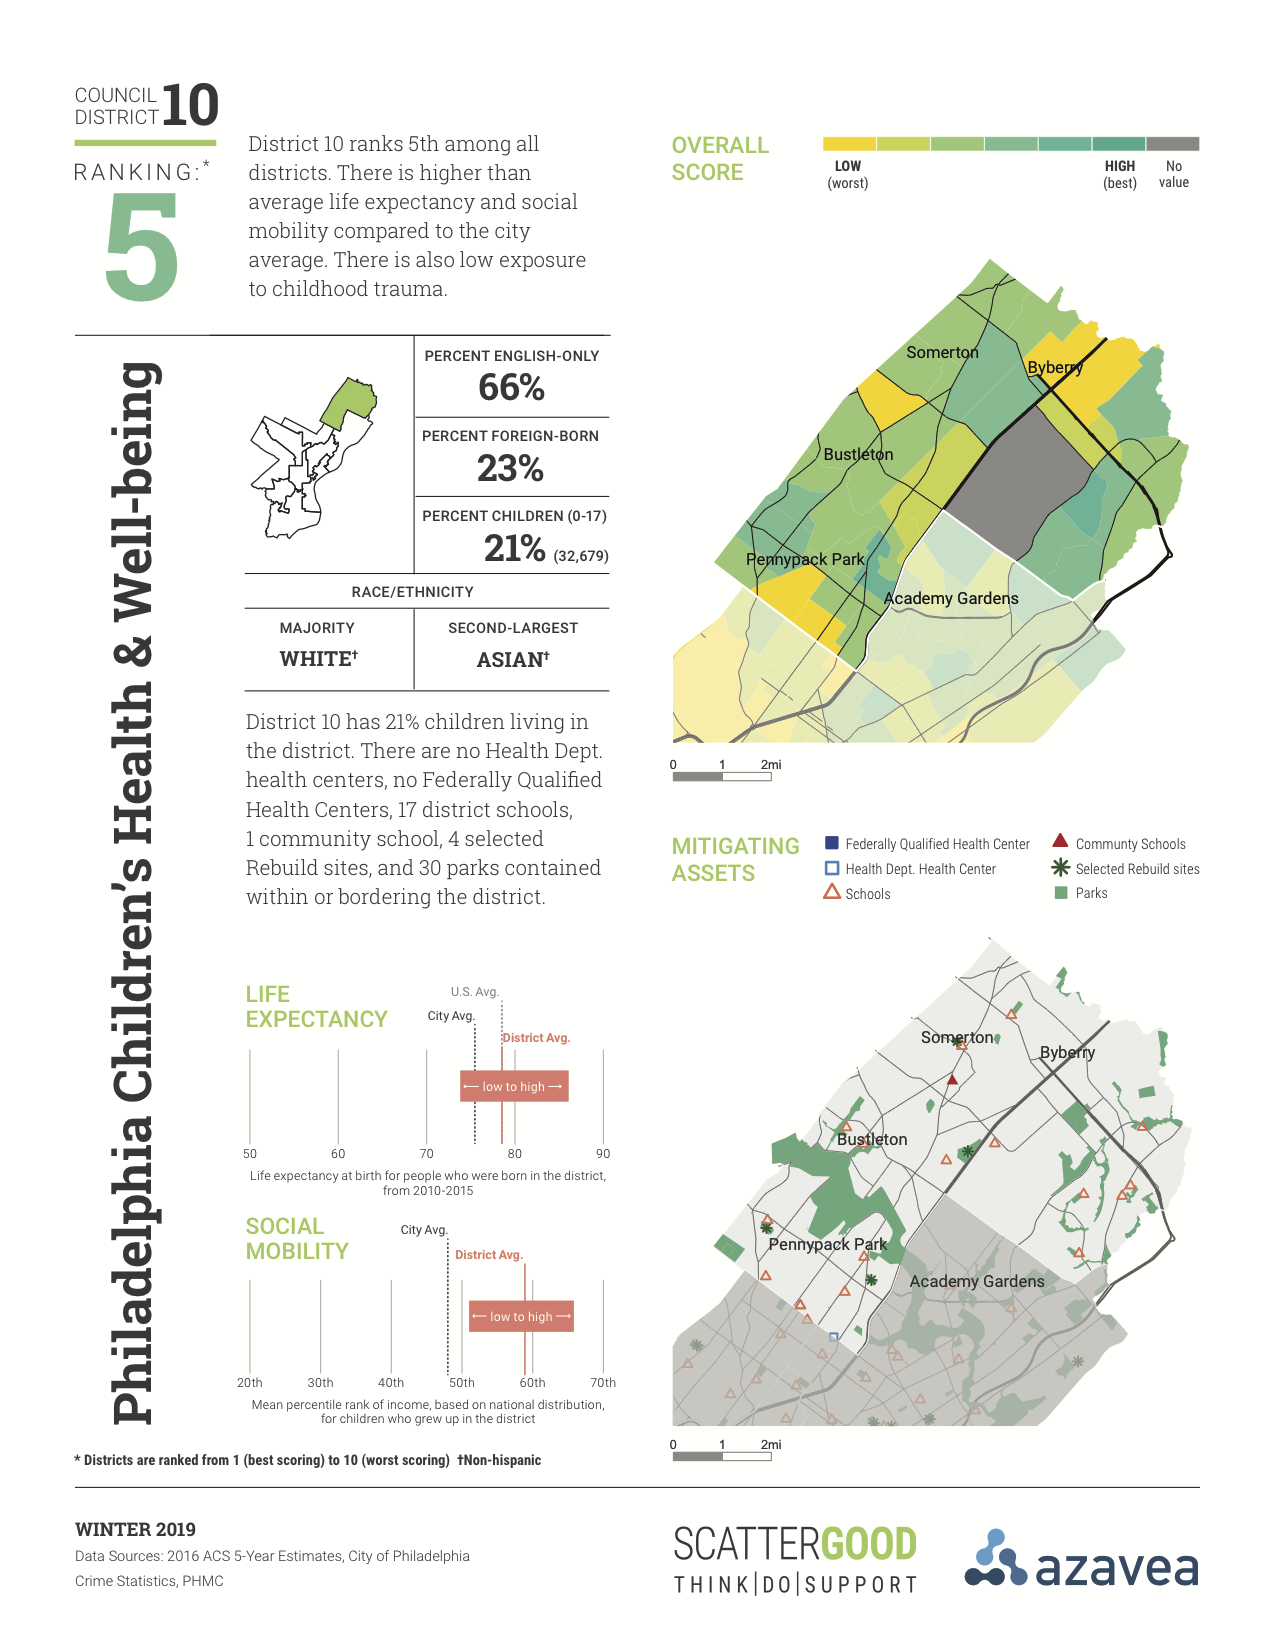 COUNCIL
DISTRICT 10
RANKING:*
5
District 10 ranks 5th among all
districts. There is higher than
average life expectancy and social
mobility compared to the city
average. There is also low exposure
to childhood trauma.
Philadelphia Children's Health & Well-being
PERCENT ENGLISH-ONLY
66%
PERCENT FOREIGN-BORN
23%
PERCENT CHILDREN (0-17)
21% (32,679)
RACE/ETHNICITY
MAJORITY
WHITE†
SECOND-LARGEST
ASIAN†
District 10 has 21% children living in
the district. There are no Health Dept.
health centers, no Federally Qualified
Health Centers, 17 district schools,
1 community school, 4 selected
Rebuild sites, and 30 parks contained
within or bordering the district.
LIFE
EXPECTANCY
U.S. Avg.
City Avg.
District Avg.
← low to high →
50 60 70 80 90
Life expectancy at birth for people who were born in the district,
from 2010-2015
SOCIAL
MOBILITY
City Avg.
District Avg.
← low to high →
20th 30th 40th 50th 60th 70th
Mean percentile rank of income, based on national distribution,
for children who grew up in the district
* Districts are ranked from 1 (best scoring) to 10 (worst scoring) †Non-hispanic
OVERALL
SCORE
LOW
(worst)
HIGH
(best)
No
value
Somerton
Byberry
Bustleton
Pennypack Park
Academy Gardens
0 1 2mi
MITIGATING
ASSETS
Federally Qualified Health Center
Health Dept. Health Center
Schools
Communty Schools
Selected Rebuild sites
Parks
Somerton
Byberry
Bustleton
Pennypack Park
Academy Gardens
0 1 2mi
WINTER 2019
Data Sources: 2016 ACS 5-Year Estimates, City of Philadelphia
Crime Statistics, PHMC
SCATTERGOOD
THINK|DO|SUPPORT
azavea